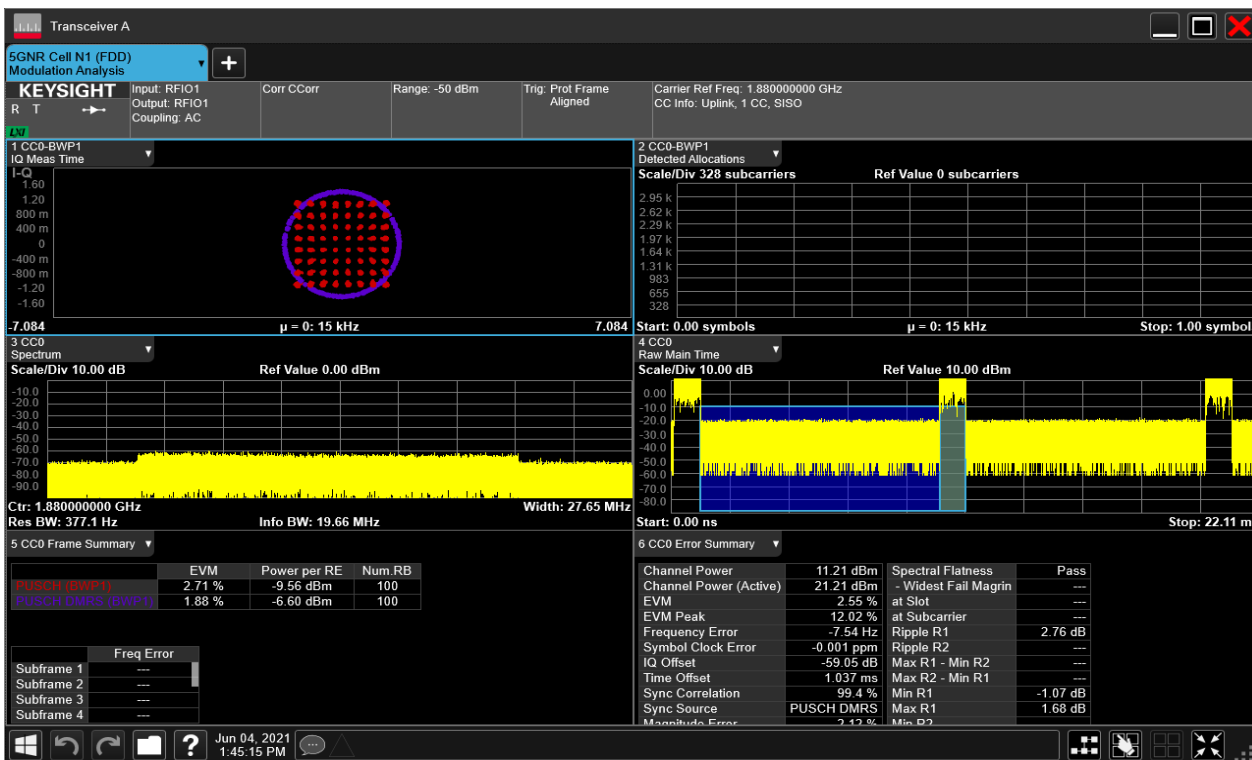 Transceiver A
5GNR Cell N1 (FDD)
Modulation Analysis
+
KEYSIGHT
R T
LXI
Input: RFIO1
Output: RFIO1
Coupling: AC
Corr CCorr
Range: -50 dBm
Trig: Prot Frame
Aligned
Carrier Ref Freq: 1.880000000 GHz
CC Info: Uplink, 1 CC, SISO
1 CC0-BWP1
IQ Meas Time
I-Q
1.60
1.20
800 m
400 m
0
-400 m
-800 m
-1.20
-1.60
-7.084 µ = 0: 15 kHz 7.084
2 CC0-BWP1
Detected Allocations
Scale/Div 328 subcarriers Ref Value 0 subcarriers
2.95 k
2.62 k
2.29 k
1.97 k
1.64 k
1.31 k
983
655
328
Start: 0.00 symbols µ = 0: 15 kHz Stop: 1.00 symbol
3 CC0
Spectrum
Scale/Div 10.00 dB Ref Value 0.00 dBm
-10.0
-20.0
-30.0
-40.0
-50.0
-60.0
-70.0
-80.0
-90.0
Ctr: 1.880000000 GHz Width: 27.65 MHz
Res BW: 377.1 Hz Info BW: 19.66 MHz
4 CC0
Raw Main Time
Scale/Div 10.00 dB Ref Value 10.00 dBm
0.00
-10.0
-20.0
-30.0
-40.0
-50.0
-60.0
-70.0
-80.0
Start: 0.00 ns Stop: 22.11 m
5 CC0 Frame Summary
EVM Power per RE Num.RB
PUSCH (BWP1) 2.71 % -9.56 dBm 100
PUSCH DMRS (BWP1) 1.88 % -6.60 dBm 100
Freq Error
Subframe 1 ---
Subframe 2 ---
Subframe 3 ---
Subframe 4 ---
6 CC0 Error Summary
Channel Power 11.21 dBm Spectral Flatness Pass
Channel Power (Active) 21.21 dBm - Widest Fail Magrin ---
EVM 2.55 % at Slot ---
EVM Peak 12.02 % at Subcarrier ---
Frequency Error -7.54 Hz Ripple R1 2.76 dB
Symbol Clock Error -0.001 ppm Ripple R2 ---
IQ Offset -59.05 dB Max R1 - Min R2 ---
Time Offset 1.037 ms Max R2 - Min R1 ---
Sync Correlation 99.4 % Min R1 -1.07 dB
Sync Source PUSCH DMRS Max R1 1.68 dB
Magnitude Error 2.12 % Min R2
?
Jun 04, 2021
1:45:15 PM